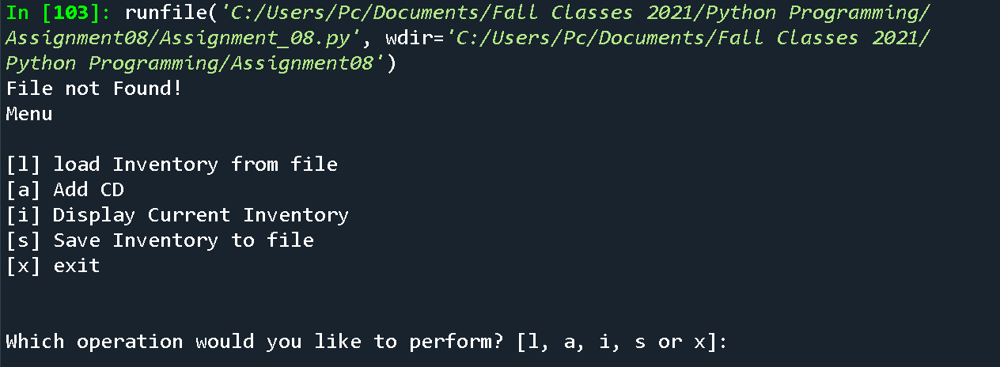 In [103]: runfile('C:/Users/Pc/Documents/Fall Classes 2021/Python Programming/
Assignment08/Assignment_08.py', wdir='C:/Users/Pc/Documents/Fall Classes 2021/
Python Programming/Assignment08')
File not Found!
Menu
[l] load Inventory from file
[a] Add CD
[i] Display Current Inventory
[s] Save Inventory to file
[x] exit
Which operation would you like to perform? [l, a, i, s or x]: